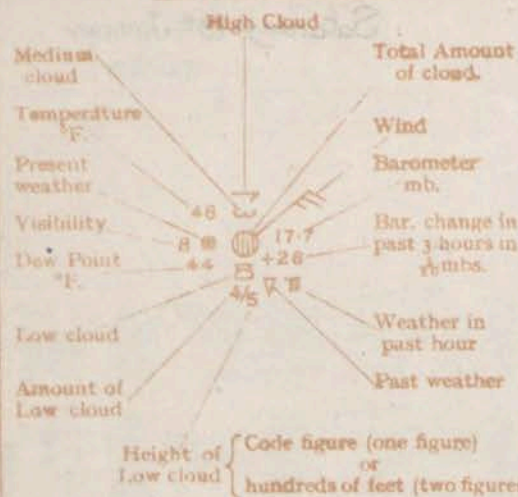 High Cloud
Medium
cloud
Total Amount
of cloud.
Temperature
°F.
Wind
Present
weather
Barometer
mb.
46
Visibility
8
17·7
Bar. change in
past 3 hours in
1/10 mbs.
Dew Point
°F.
44
+26
4/5
Low cloud
Weather in
past hour
Amount of
Low cloud
Past weather
Height of
Low cloud
Code figure (one figure)
or
hundreds of feet (two figures